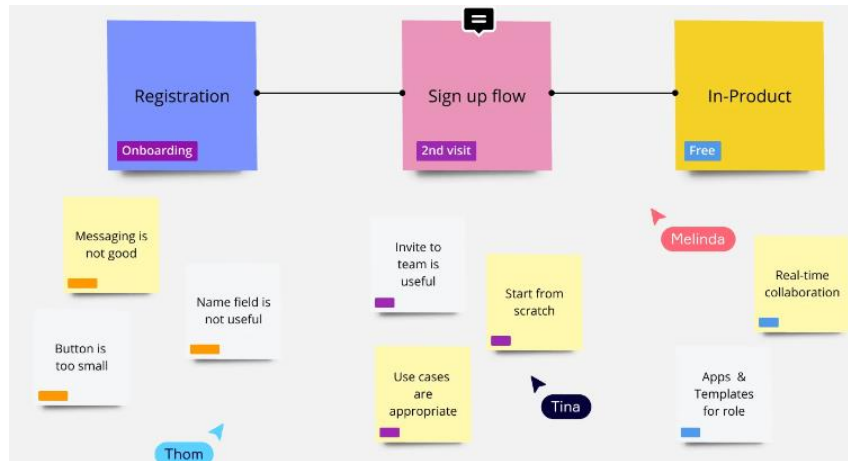 Registration
Onboarding
Sign up flow
2nd visit
In-Product
Free
Messaging is
not good
Name field is
not useful
Button is
too small
Thom
Invite to
team is
useful
Start from
scratch
Use cases
are
appropriate
Tina
Melinda
Real-time
collaboration
Apps & 
Templates
for role